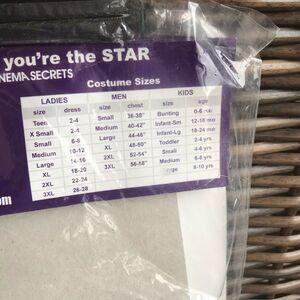 you're the STAR
NEMA SECRETS
Costume Sizes
LADIES MEN KIDS
size dress size chest size age
Teen 2-4 Small 36-38" Bunting 0-6 mo
X Small 2-4 Medium 40-42" Infant-Sm 12-18 mo
Small 6-8 Large 44-46" Infant-Lg 18-24 mo
Medium 10-12 XL 48-50" Toddler 2-4 yrs
Large 14-16 2XL 52-54" Small 4-6 yrs
XL 18-20 3XL 56-58" Medium 6-8 yrs
2XL 22-24 8-10 yrs
3XL 26-28
om